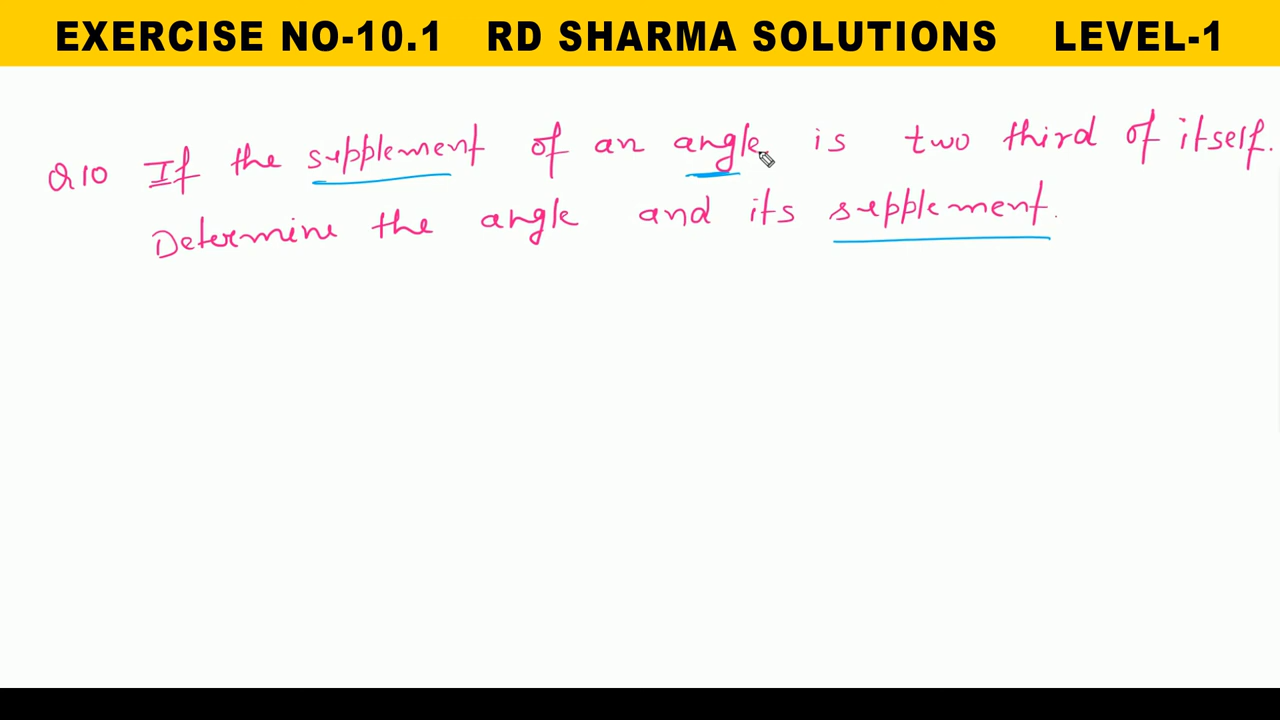 EXERCISE NO-10.1 RD SHARMA SOLUTIONS LEVEL-1
Q10 If the supplement of an angle is two third of itself.
Determine the angle and its supplement.